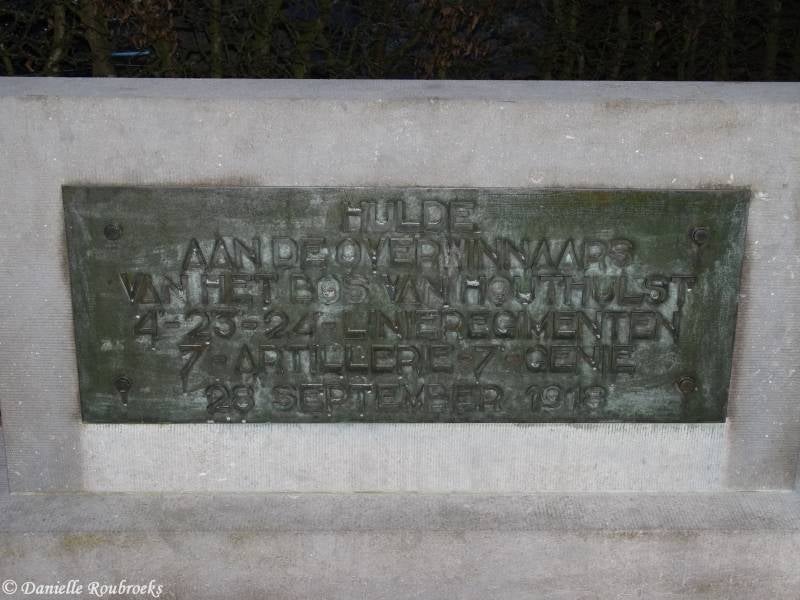 HULDE
AAN DE OVERWINNAARS
VAN HET BOS VAN HOUTHULST
4-23-24-LINIEREGIMENTEN
7-ARTILLERIE-7-GENIE
28 SEPTEMBER 1918
© Danielle Roubroeks